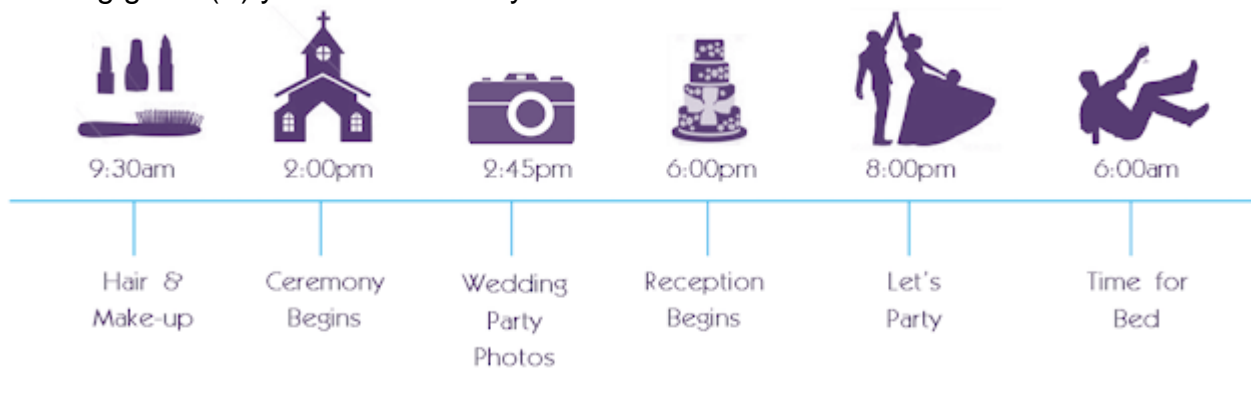 9:30am
2:00pm
2:45pm
6:00pm
8:00pm
6:00am
Hair &
Make-up
Ceremony
Begins
Wedding
Party
Photos
Reception
Begins
Let's
Party
Time for
Bed